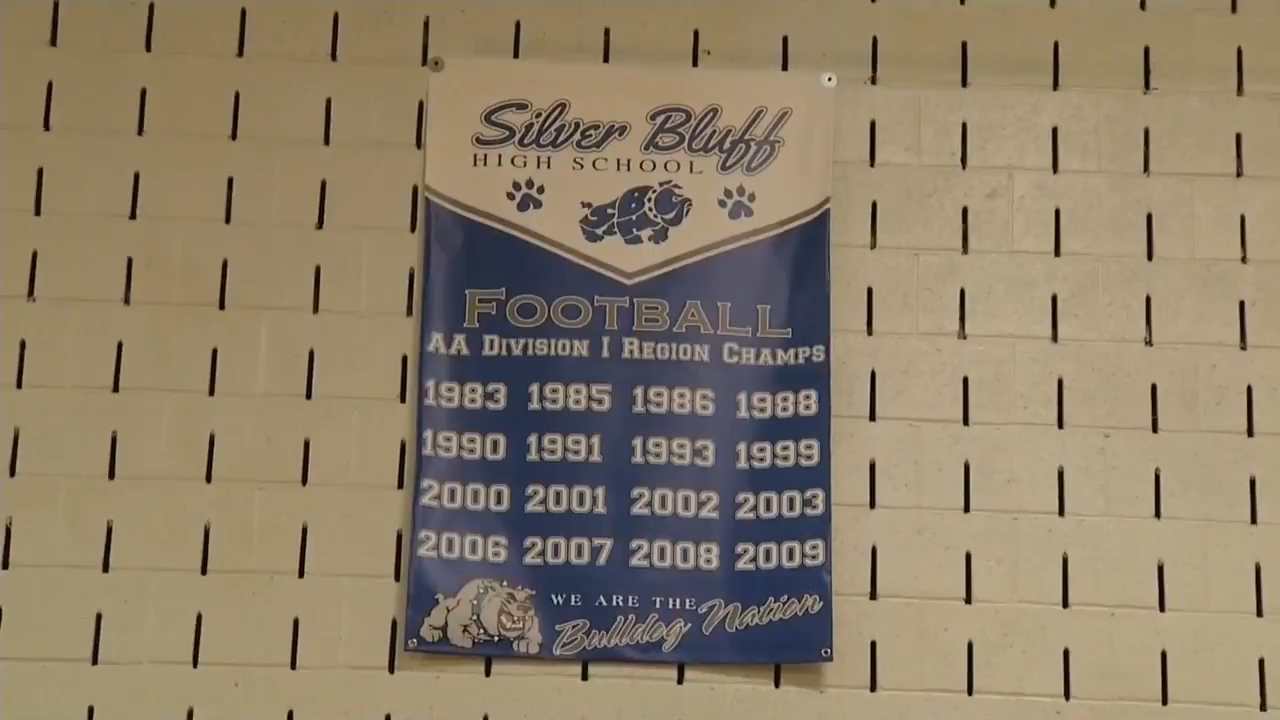 Silver Bluff
HIGH SCHOOL
FOOTBALL
AA DIVISION I REGION CHAMPS
1983 1985 1986 1988
1990 1991 1993 1999
2000 2001 2002 2003
2006 2007 2008 2009
WE ARE THE
Bulldog Nation